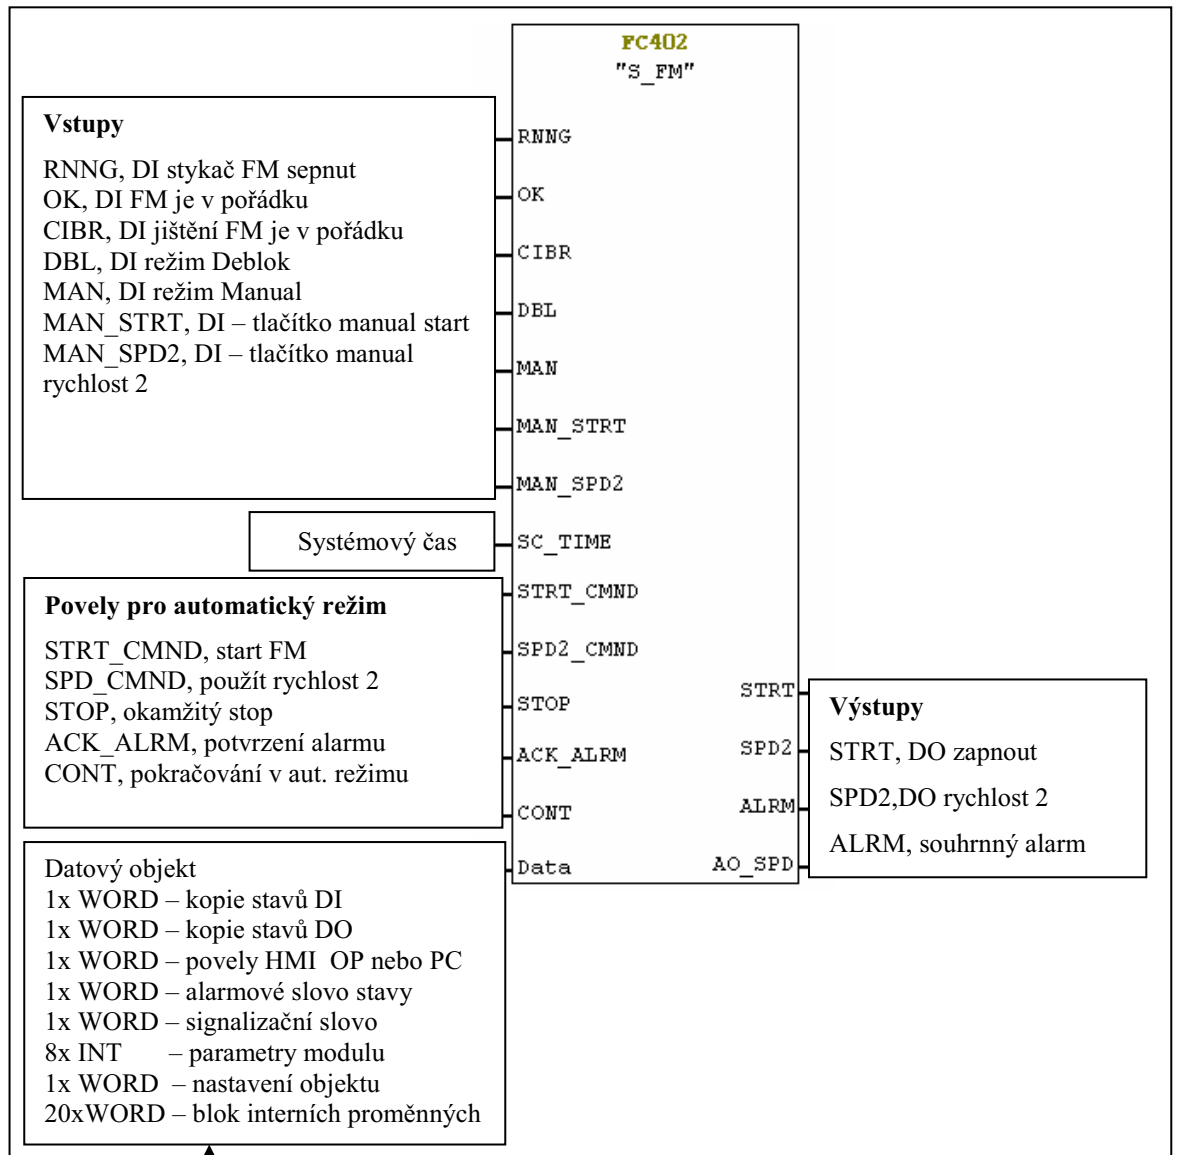 FC402
"S_FM"
Vstupy
RNNG, DI stykač FM sepnut
OK, DI FM je v pořádku
CIBR, DI jištění FM je v pořádku
DBL, DI režim Deblok
MAN, DI režim Manual
MAN_STRT, DI – tlačítko manual start
MAN_SPD2, DI – tlačítko manual
rychlost 2
RNNG
OK
CIBR
DBL
MAN
MAN_STRT
MAN_SPD2
Systémový čas
SC_TIME
Povely pro automatický režim
STRT_CMND, start FM
SPD_CMND, použít rychlost 2
STOP, okamžitý stop
ACK_ALRM, potvrzení alarmu
CONT, pokračování v aut. režimu
STRT_CMND
SPD2_CMND
STOP
ACK_ALRM
CONT
Data
STRT
SPD2
ALRM
AO_SPD
Výstupy
STRT, DO zapnout
SPD2,DO rychlost 2
ALRM, souhrnný alarm
Datový objekt
1x WORD – kopie stavů DI
1x WORD – kopie stavů DO
1x WORD – povely HMI OP nebo PC
1x WORD – alarmové slovo stavy
1x WORD – signalizační slovo
8x INT – parametry modulu
1x WORD – nastavení objektu
20xWORD – blok interních proměnných